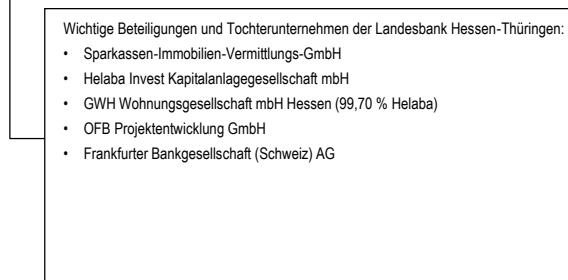 Wichtige Beteiligungen und Tochterunternehmen der Landesbank Hessen-Thüringen:
• Sparkassen-Immobilien-Vermittlungs-GmbH
• Helaba Invest Kapitalanlagegesellschaft mbH
• GWH Wohnungsgesellschaft mbH Hessen (99,70 % Helaba)
• OFB Projektentwicklung GmbH
• Frankfurter Bankgesellschaft (Schweiz) AG